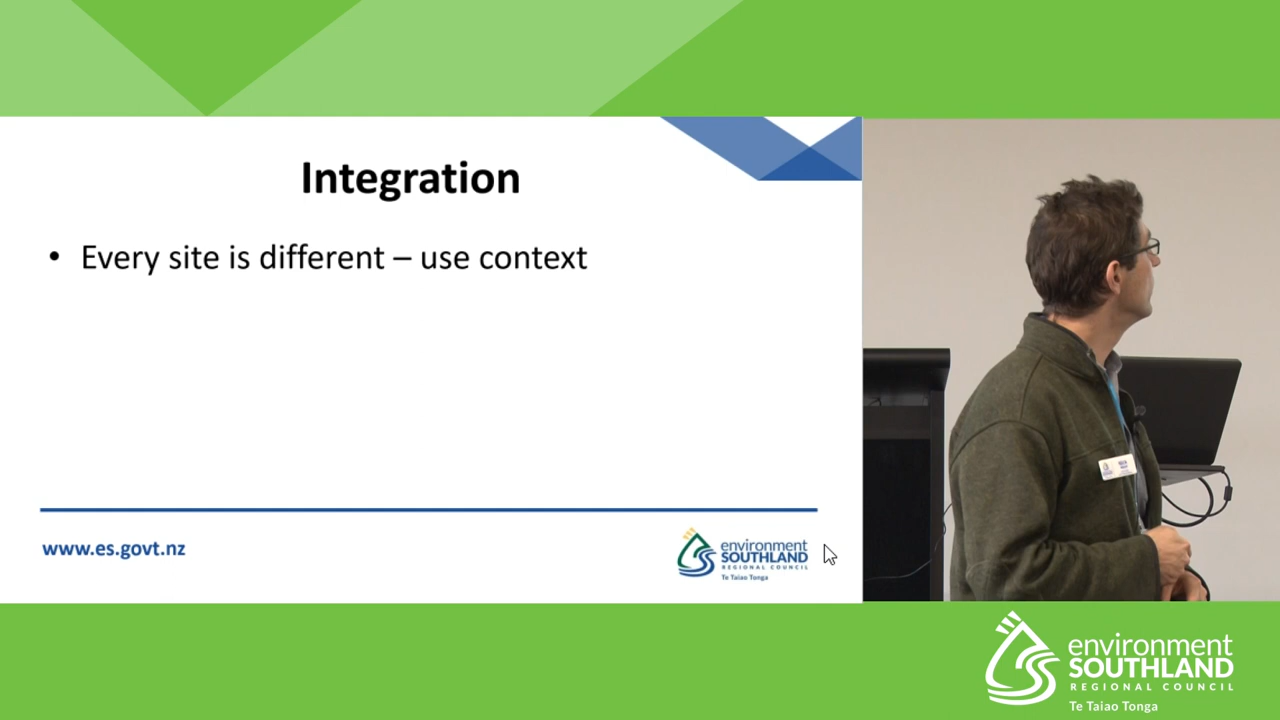 Integration
• Every site is different – use context
www.es.govt.nz
environment
SOUTHLAND
REGIONAL COUNCIL
Te Taiao Tonga
environment
SOUTHLAND
REGIONAL COUNCIL
Te Taiao Tonga